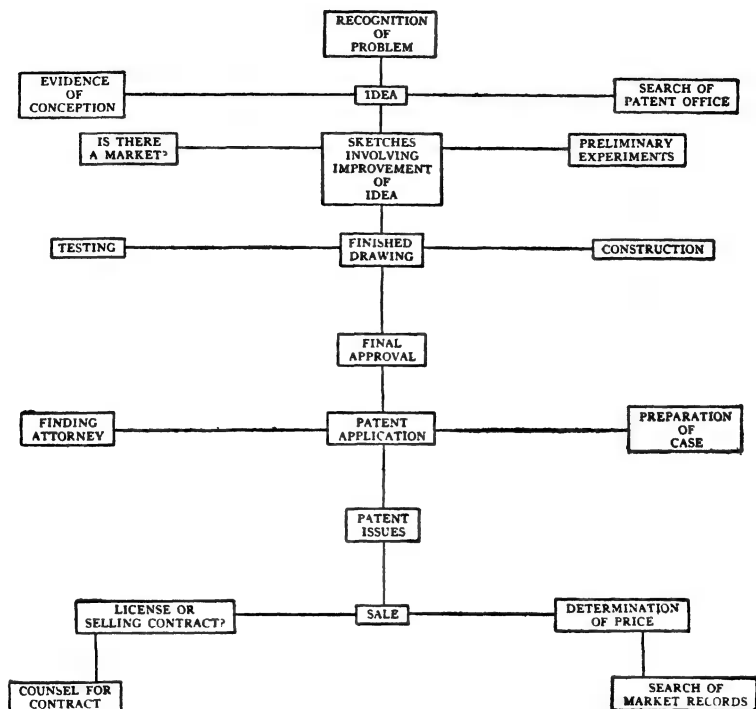 RECOGNITION
OF
PROBLEM
EVIDENCE
OF
CONCEPTION
IDEA
SEARCH OF
PATENT OFFICE
IS THERE
A MARKET?
SKETCHES
INVOLVING
IMPROVEMENT
OF
IDEA
PRELIMINARY
EXPERIMENTS
TESTING
FINISHED
DRAWING
CONSTRUCTION
FINAL
APPROVAL
FINDING
ATTORNEY
PATENT
APPLICATION
PREPARATION
OF
CASE
PATENT
ISSUES
LICENSE OR
SELLING CONTRACT?
SALE
DETERMINATION
OF PRICE
COUNSEL FOR
CONTRACT
SEARCH OF
MARKET RECORDS